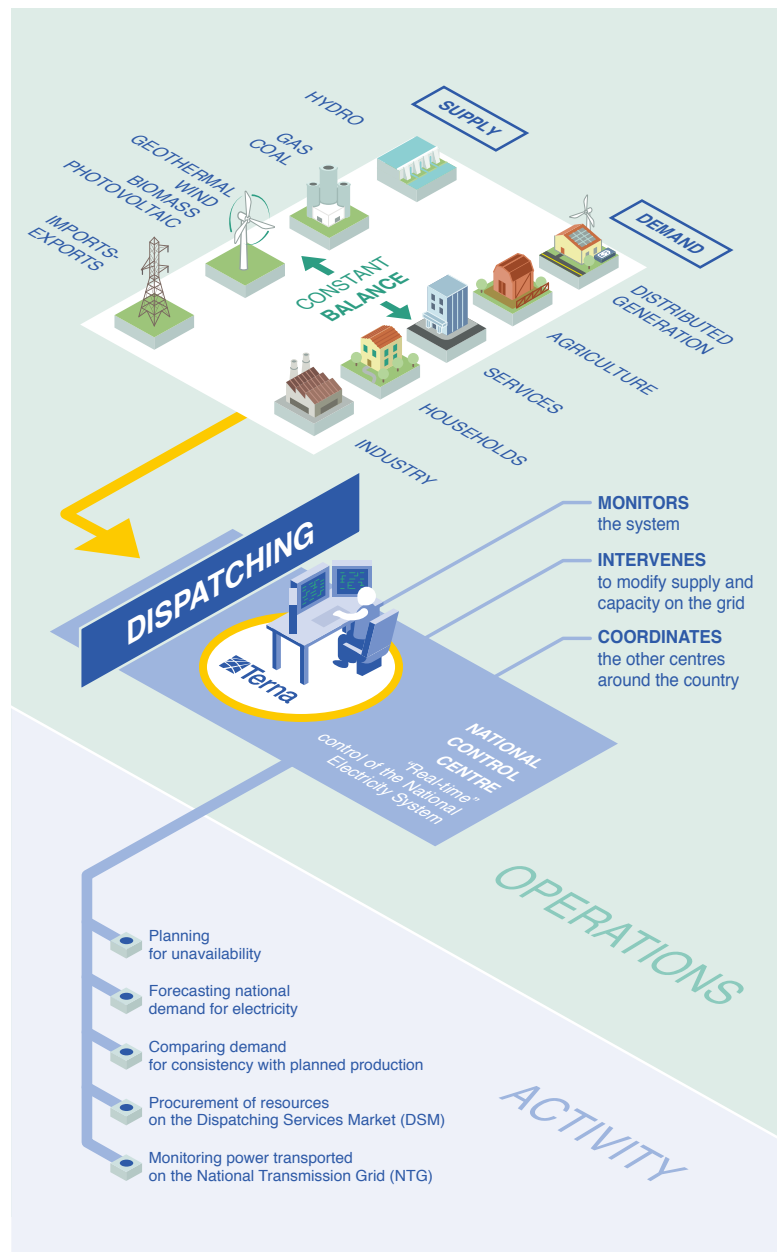 SUPPLY
HYDRO
GAS
COAL
GEOTHERMAL
WIND
BIOMASS
PHOTOVOLTAIC
IMPORTS-
EXPORTS
CONSTANT
BALANCE
DEMAND
DISTRIBUTED
GENERATION
AGRICULTURE
SERVICES
HOUSEHOLDS
INDUSTRY
DISPATCHING
Terna
MONITORS
the system
INTERVENES
to modify supply and
capacity on the grid
COORDINATES
the other centres
around the country
NATIONAL
CONTROL
CENTRE
“Real-time”
control of the National
Electricity System
OPERATIONS
Planning
for unavailability
Forecasting national
demand for electricity
Comparing demand
for consistency with planned production
Procurement of resources
on the Dispatching Services Market (DSM)
Monitoring power transported
on the National Transmission Grid (NTG)
ACTIVITY